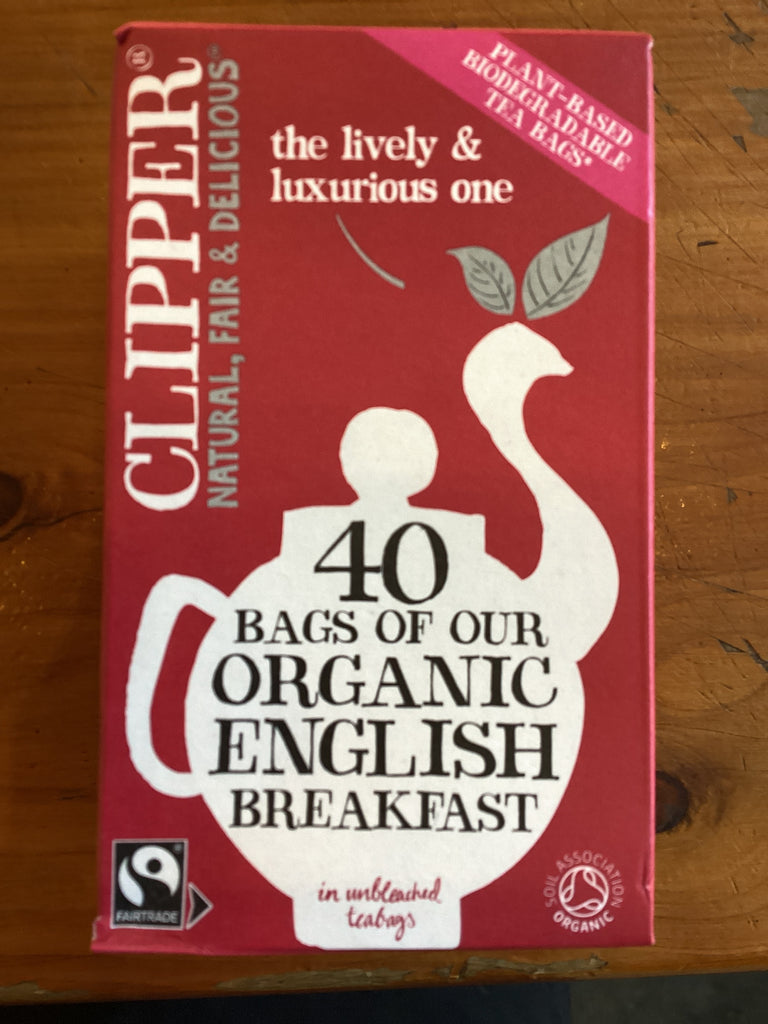 CLIPPER®
NATURAL, FAIR & DELICIOUS®
PLANT-BASED
BIODEGRADABLE
TEA BAGS*
the lively &
luxurious one
40
BAGS OF OUR
ORGANIC
ENGLISH
BREAKFAST
in unbleached
teabags
FAIRTRADE
SOIL ASSOCIATION
ORGANIC